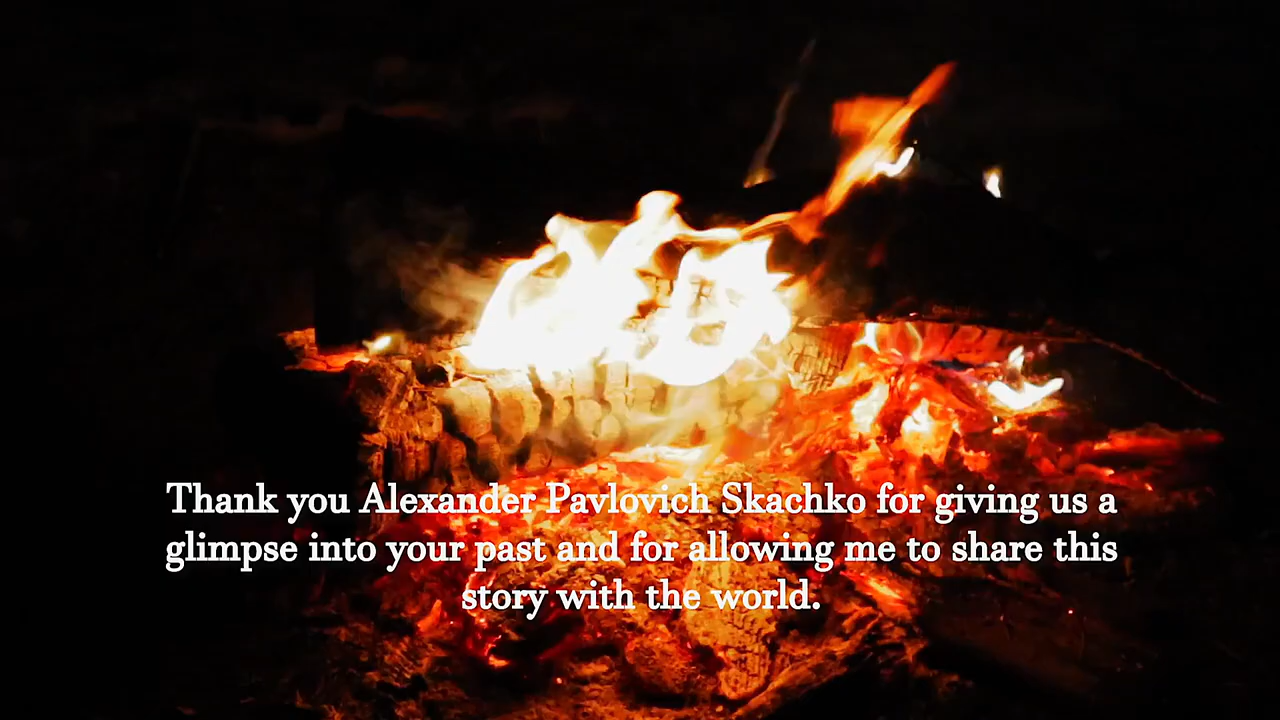 Thank you Alexander Pavlovich Skachko for giving us a
glimpse into your past and for allowing me to share this
story with the world.